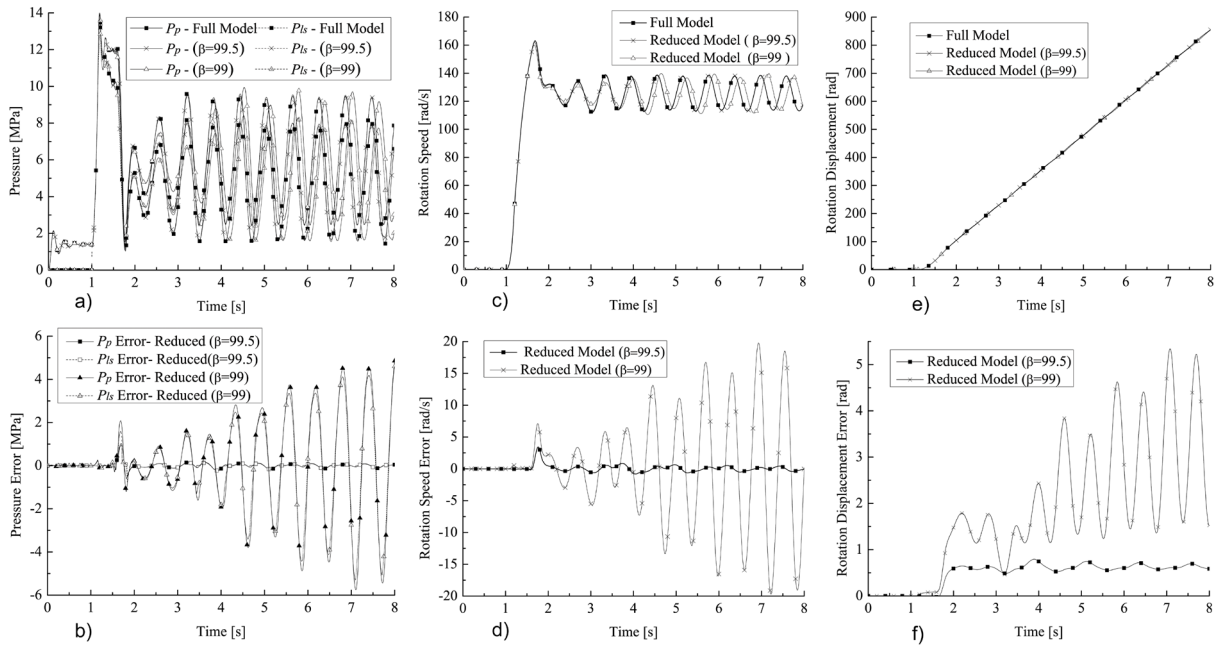 Pp - Full Model
Pls - Full Model
Pp - (β=99.5)
Pls - (β=99.5)
Pp - (β=99)
Pls - (β=99)
Pressure [MPa]
14
12
10
8
6
4
2
0
0 1 2 3 4 5 6 7 8
a)
Time [s]
Full Model
Reduced Model ( β=99.5)
Reduced Model (β=99 )
Rotation Speed [rad/s]
180
160
140
120
100
80
60
40
20
0
0 1 2 3 4 5 6 7 8
c)
Time [s]
Full Model
Reduced Model (β=99.5)
Reduced Model (β=99)
Rotation Displacement [rad]
900
800
700
600
500
400
300
200
100
0
0 1 2 3 4 5 6 7 8
e)
Time [s]
Pp Error- Reduced (β=99.5)
Pls Error- Reduced(β=99.5)
Pp Error- Reduced (β=99)
Pls Error- Reduced (β=99)
Pressure Error [MPa]
6
4
2
0
-2
-4
-6
0 1 2 3 4 5 6 7 8
b)
Time [s]
Reduced Model (β=99.5)
Reduced Model (β=99)
Rotation Speed Error [rad/s]
20
15
10
5
0
-5
-10
-15
-20
0 1 2 3 4 5 6 7 8
d)
Time [s]
Reduced Model (β=99.5)
Reduced Model (β=99)
Rotation Displacement Error [rad]
5
4
3
2
1
0
0 1 2 3 4 5 6 7 8
f)
Time [s]